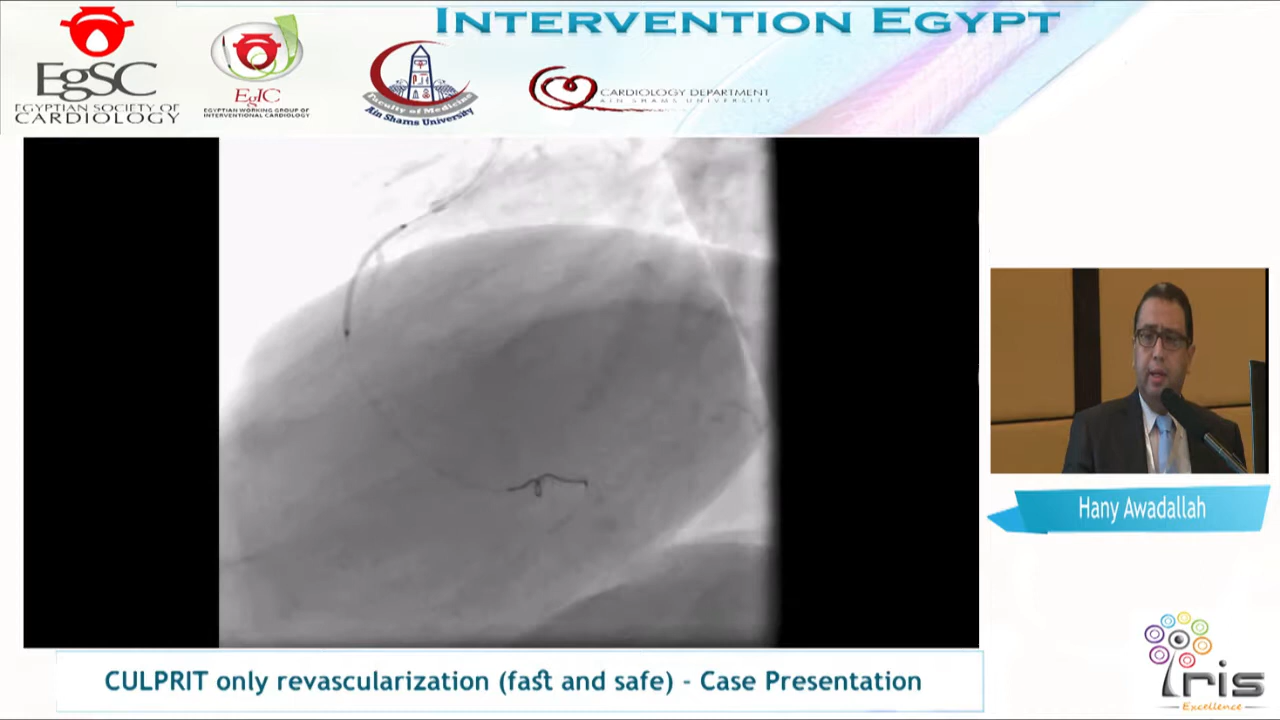 INTERVENTION EGYPT
EgSC
EGYPTIAN SOCIETY OF
CARDIOLOGY
EgIC
EGYPTIAN WORKING GROUP OF
INTERVENTIONAL CARDIOLOGY
Faculty of Medicine
Ain Shams University
CARDIOLOGY DEPARTMENT
AIN SHAMS UNIVERSITY
Hany Awadallah
CULPRIT only revascularization (fast and safe) - Case Presentation
Iris
Excellence